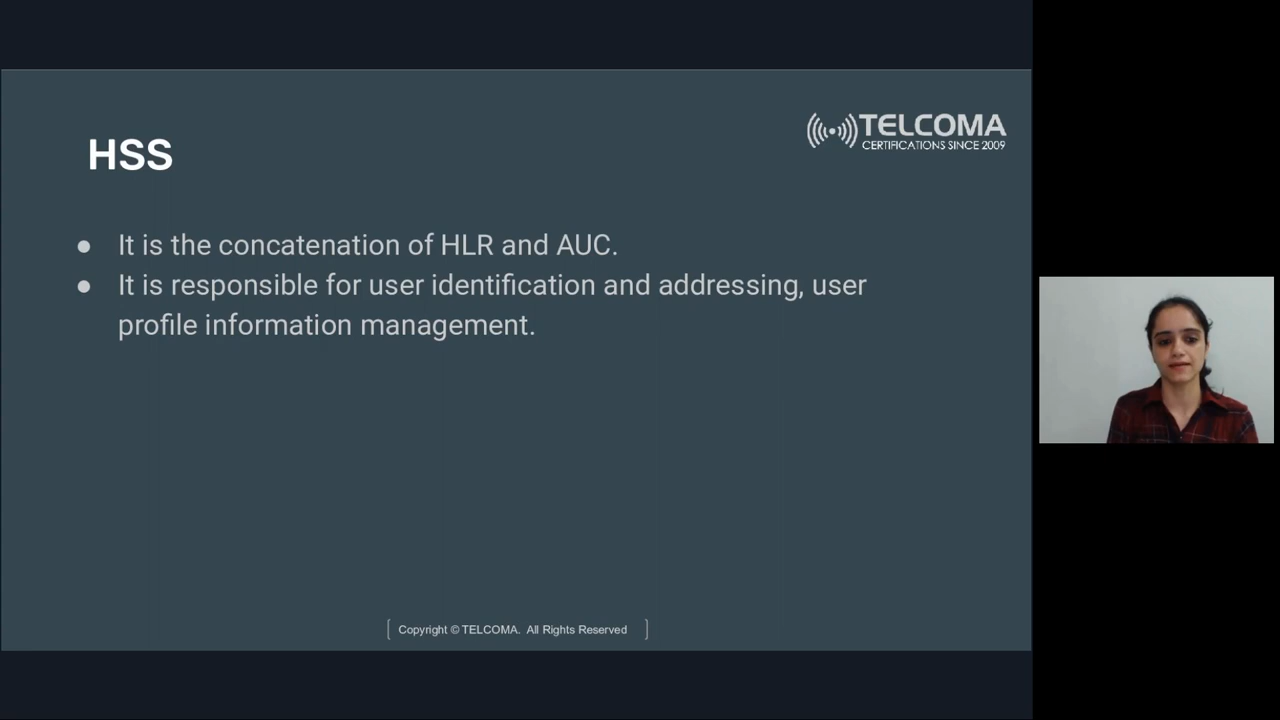 TELCOMA
CERTIFICATIONS SINCE 2009
HSS
● It is the concatenation of HLR and AUC.
● It is responsible for user identification and addressing, user
profile information management.
Copyright © TELCOMA. All Rights Reserved